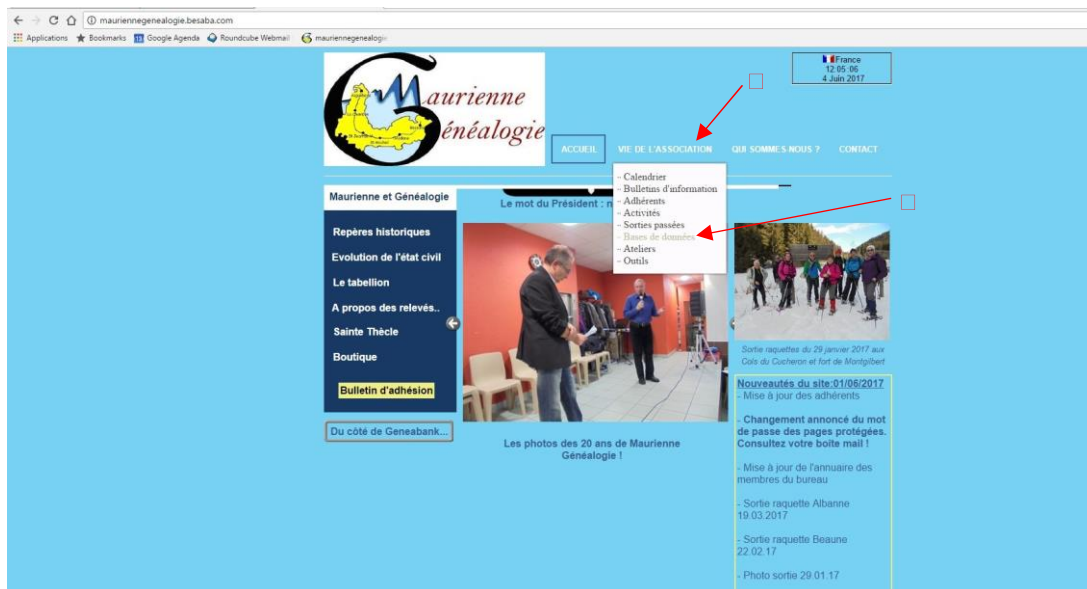 mauriennegenealogie.besaba.com
Applications
Bookmarks
Google Agenda
Roundcube Webmail
mauriennegenealogi
Maurienne
Généalogie
France
12:05:06
4 Juin 2017
ACCUEIL
VIE DE L'ASSOCIATION
QUI SOMMES-NOUS ?
CONTACT
- Calendrier
- Bulletins d'information
- Adhérents
- Activités
- Sorties passées
- Bases de données
- Ateliers
- Outils
Maurienne et Généalogie
Repères historiques
Evolution de l'état civil
Le tabellion
A propos des relevés..
Sainte Thècle
Boutique
Bulletin d'adhésion
Du côté de Geneabank...
Le mot du Président : n
Les photos des 20 ans de Maurienne
Généalogie !
Sortie raquettes du 29 janvier 2017 aux
Cols du Cucheron et fort de Montgilbert
Nouveautés du site:01/06/2017
- Mise à jour des adhérents
- Changement annoncé du mot
de passe des pages protégées.
Consultez votre boite mail !
- Mise à jour de l'annuaire des
membres du bureau
- Sortie raquette Albanne
19.03.2017
- Sortie raquette Beaune
22.02.17
- Photo sortie 29.01.17